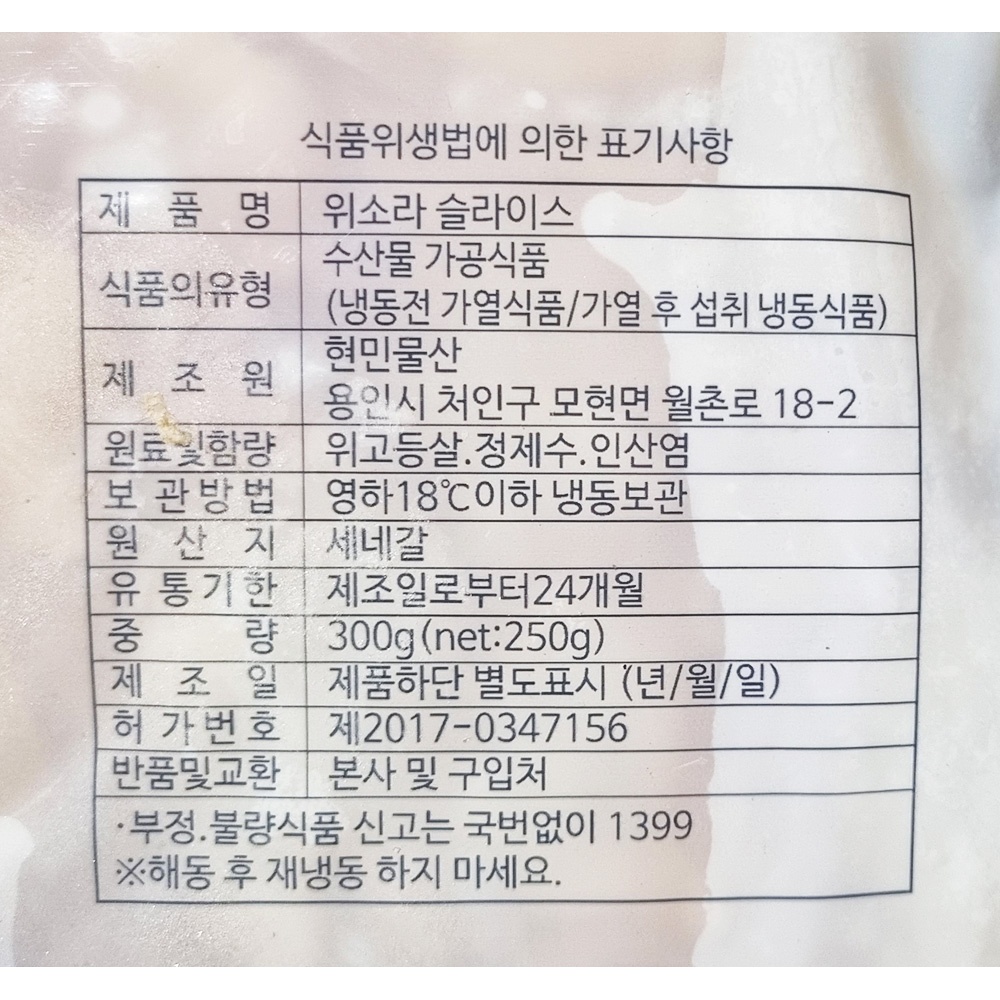 식품위생법에 의한 표기사항
제 품 명 위소라 슬라이스
식품의유형 수산물 가공식품
(냉동전 가열식품/가열 후 섭취 냉동식품)
제 조 원 현민물산
용인시 처인구 모현면 월촌로 18-2
원료및함량 위고등살.정제수.인산염
보관방법 영하18℃이하 냉동보관
원 산 지 세네갈
유통기한 제조일로부터24개월
중 량 300g(net:250g)
제 조 일 제품하단 별도표시 (년/월/일)
허가번호 제2017-0347156
반품및교환 본사 및 구입처
·부정.불량식품 신고는 국번없이 1399
※해동 후 재냉동 하지 마세요.